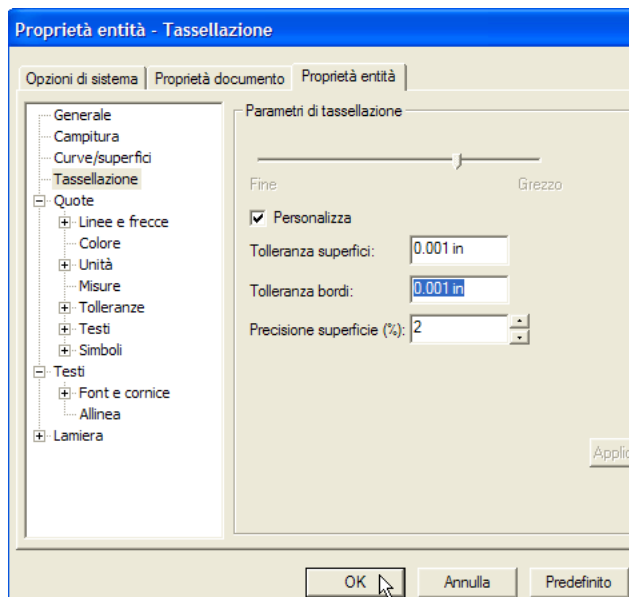 Proprietà entità - Tassellazione
Opzioni di sistema
Proprietà documento
Proprietà entità
Generale
Campitura
Curve/superfici
Tassellazione
Quote
Linee e frecce
Colore
Unità
Misure
Tolleranze
Testi
Simboli
Testi
Font e cornice
Allinea
Lamiera
Parametri di tassellazione
Fine
Grezzo
Personalizza
Tolleranza superfici: 0.001 in
Tolleranza bordi: 0.001 in
Precisione superficie (%): 2
Applic
OK
Annulla
Predefinito